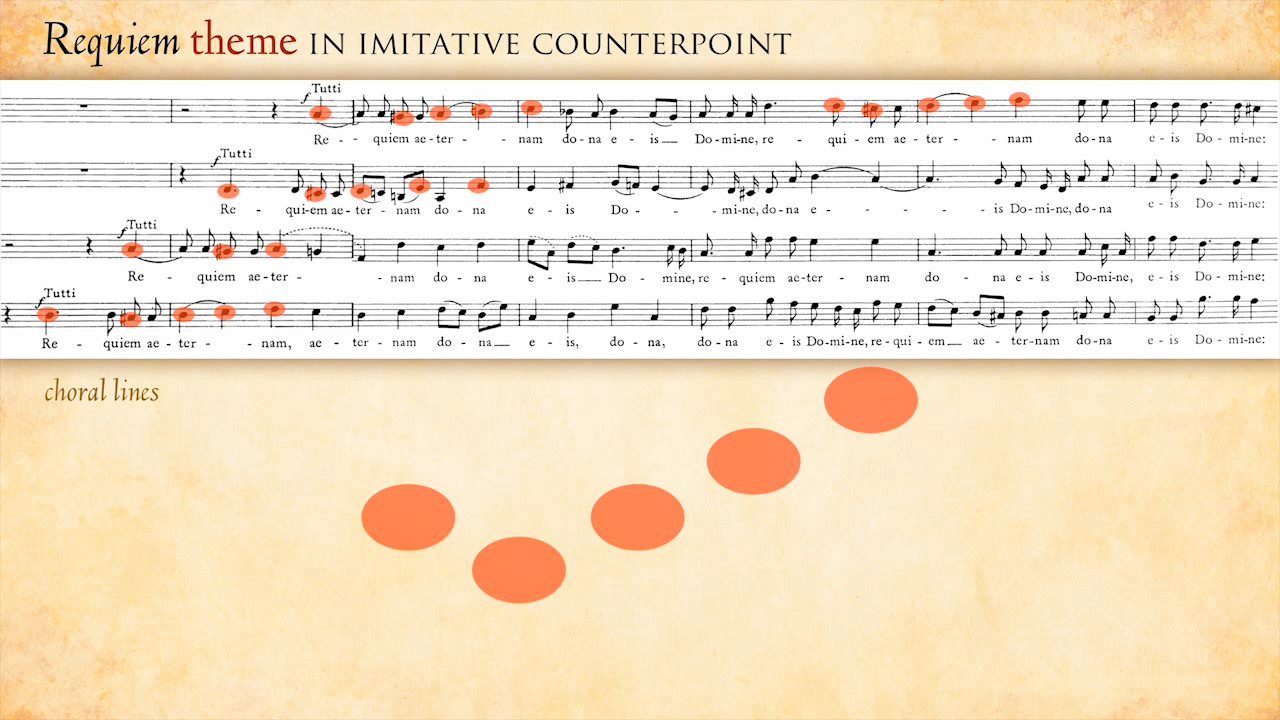 Requiem theme IN IMITATIVE COUNTERPOINT
f Tutti
Re - - quiem ae-ter - - nam do-na e - is Do-mi-ne, re - qui - em ae - ter - - nam do-na e-is Do-mi-ne:
f Tutti
Re - qui-em ae-ter - nam do - na e - is Do - - mi-ne, do-na e - - - - - is Do-mi-ne, do-na e - is Do - mi-ne:
f Tutti
Re - quiem ae-ter - - nam do - na e - is Do - mine, re - quiem ae-ter - nam do - na e - is Do-mi-ne, e - is Do - mi-ne:
f Tutti
Re - quiem ae - ter - nam, ae - ter - nam do - na e - is, do - na, do - na e - is Do-mi-ne, re-qui-em ae - ter-nam do-na e - is Do - mi-ne:
choral lines